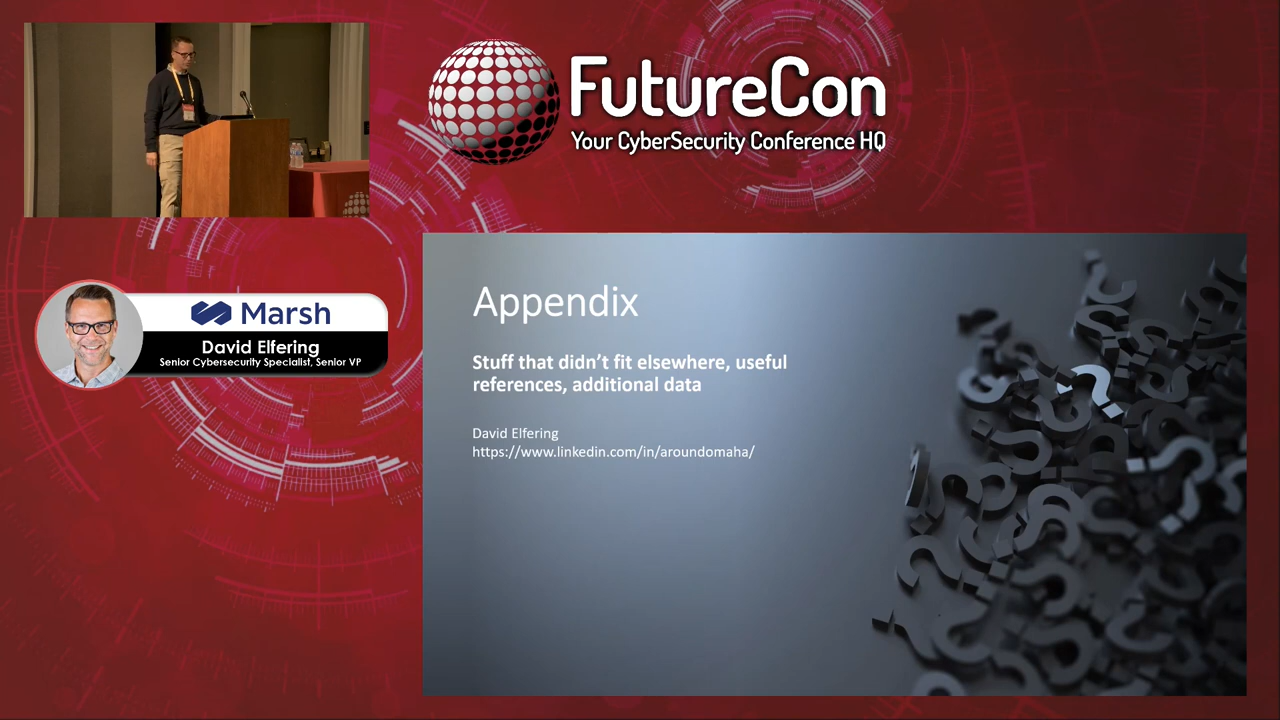 FutureCon
Your CyberSecurity Conference HQ
Marsh
David Elfering
Senior Cybersecurity Specialist, Senior VP
Appendix
Stuff that didn’t fit elsewhere, useful
references, additional data
David Elfering
https://www.linkedin.com/in/aroundomaha/